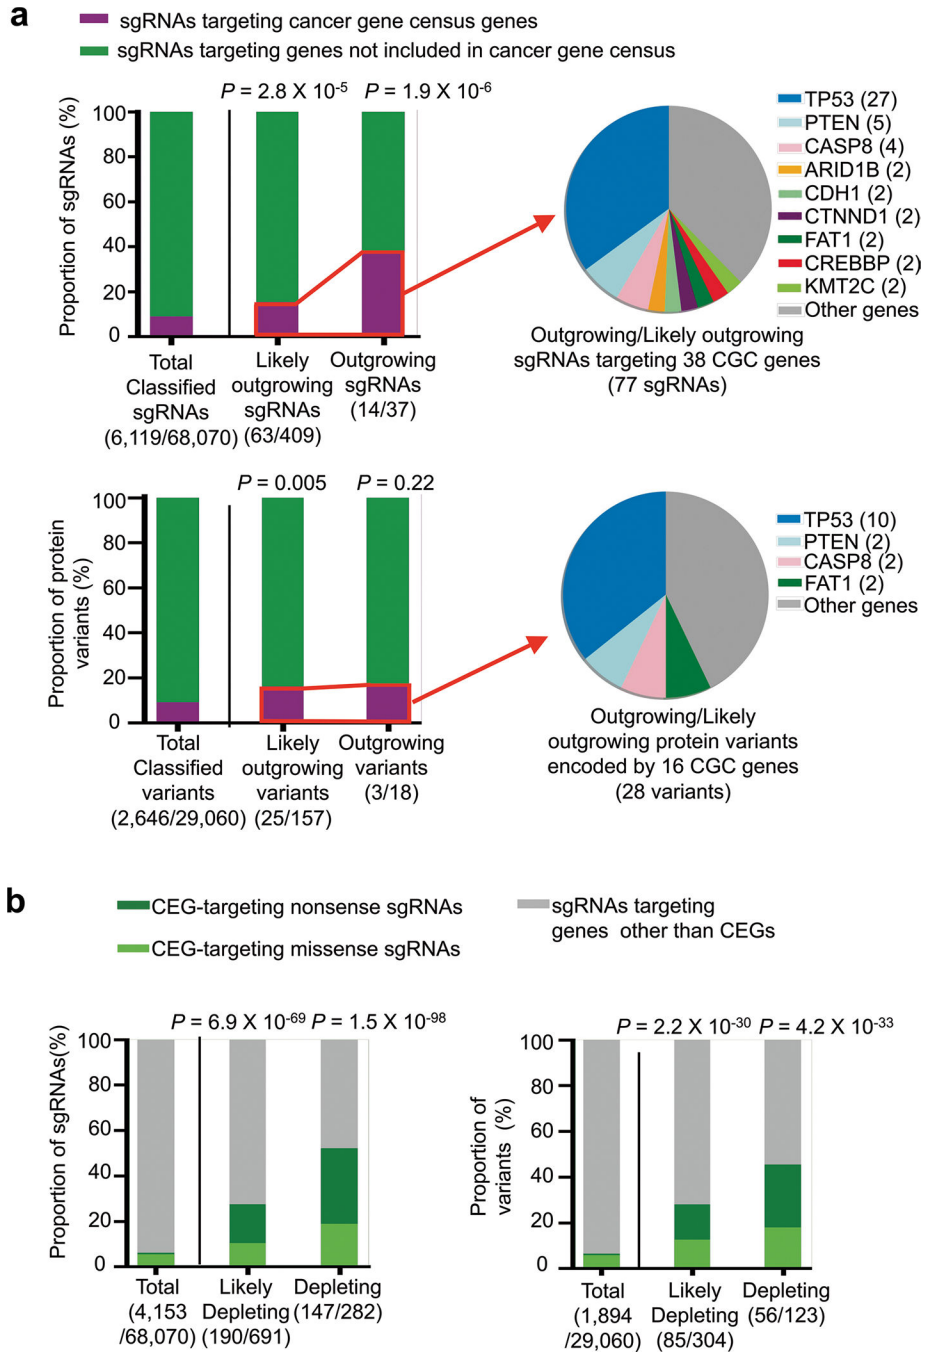 a
sgRNAs targeting cancer gene census genes
sgRNAs targeting genes not included in cancer gene census
P = 2.8 X 10-5
P = 1.9 X 10-6
Proportion of sgRNAs (%)
100
80
60
40
20
0
Total
Classified
sgRNAs
(6,119/68,070)
Likely
outgrowing
sgRNAs
(63/409)
Outgrowing
sgRNAs
(14/37)
TP53 (27)
PTEN (5)
CASP8 (4)
ARID1B (2)
CDH1 (2)
CTNND1 (2)
FAT1 (2)
CREBBP (2)
KMT2C (2)
Other genes
Outgrowing/Likely outgrowing
sgRNAs targeting 38 CGC genes
(77 sgRNAs)
P = 0.005
P = 0.22
Proportion of protein
variants (%)
100
80
60
40
20
0
Total
Classified
variants
(2,646/29,060)
Likely
outgrowing
variants
(25/157)
Outgrowing
variants
(3/18)
TP53 (10)
PTEN (2)
CASP8 (2)
FAT1 (2)
Other genes
Outgrowing/Likely
outgrowing protein variants
encoded by 16 CGC genes
(28 variants)
b
CEG-targeting nonsense sgRNAs
CEG-targeting missense sgRNAs
sgRNAs targeting
genes other than CEGs
P = 6.9 X 10-69
P = 1.5 X 10-98
Proportion of sgRNAs(%)
100
80
60
40
20
0
Total
(4,153
/68,070)
Likely
Depleting
(190/691)
Depleting
(147/282)
P = 2.2 X 10-30
P = 4.2 X 10-33
Proportion of
variants (%)
100
80
60
40
20
0
Total
(1,894
/29,060)
Likely
Depleting
(85/304)
Depleting
(56/123)